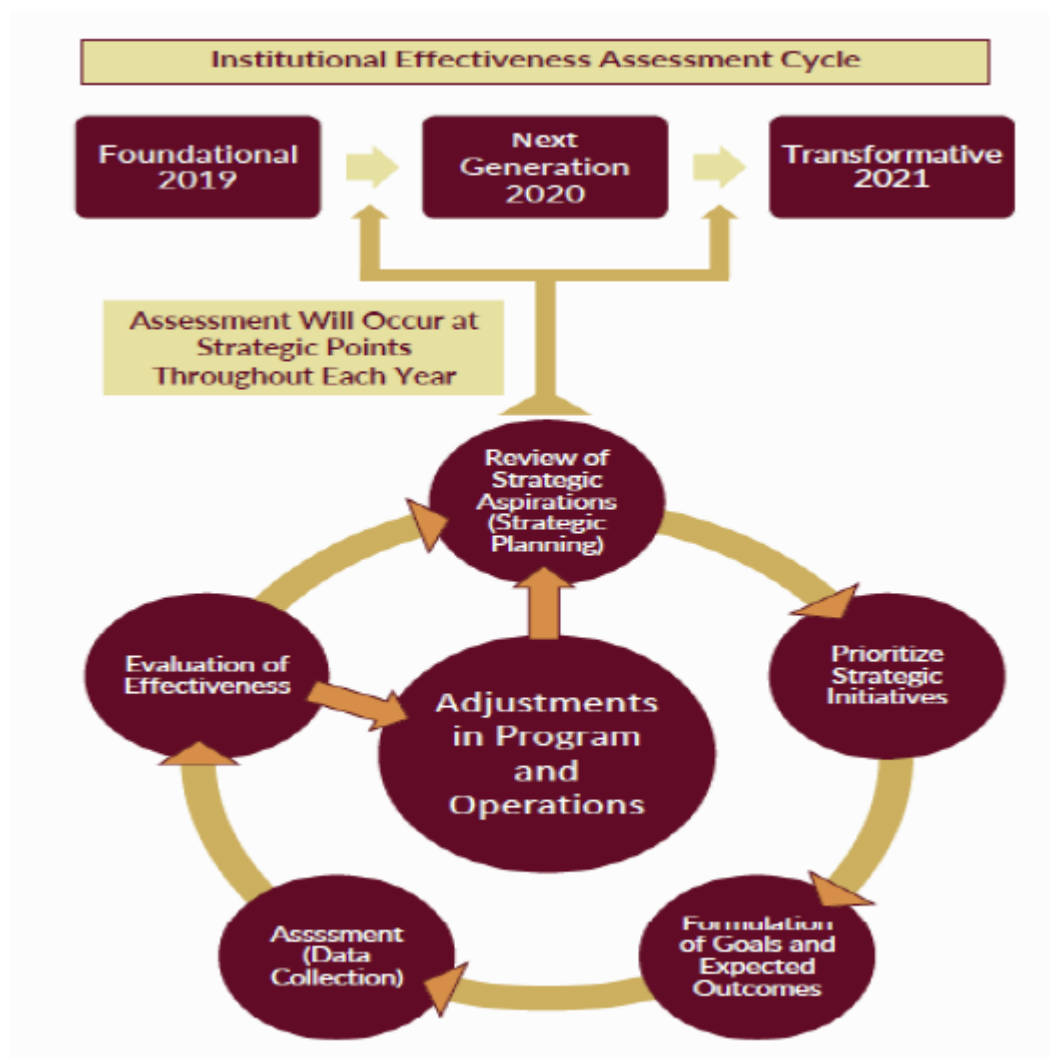 Institutional Effectiveness Assessment Cycle
Foundational
2019
Next
Generation
2020
Transformative
2021
Assessment Will Occur at
Strategic Points
Throughout Each Year
Review of
Strategic
Aspirations
(Strategic
Planning)
Prioritize
Strategic
Initiatives
Formulation
of Goals and
Expected
Outcomes
Asssment
(Data
Collection)
Evaluation of
Effectiveness
Adjustments
in Program
and
Operations